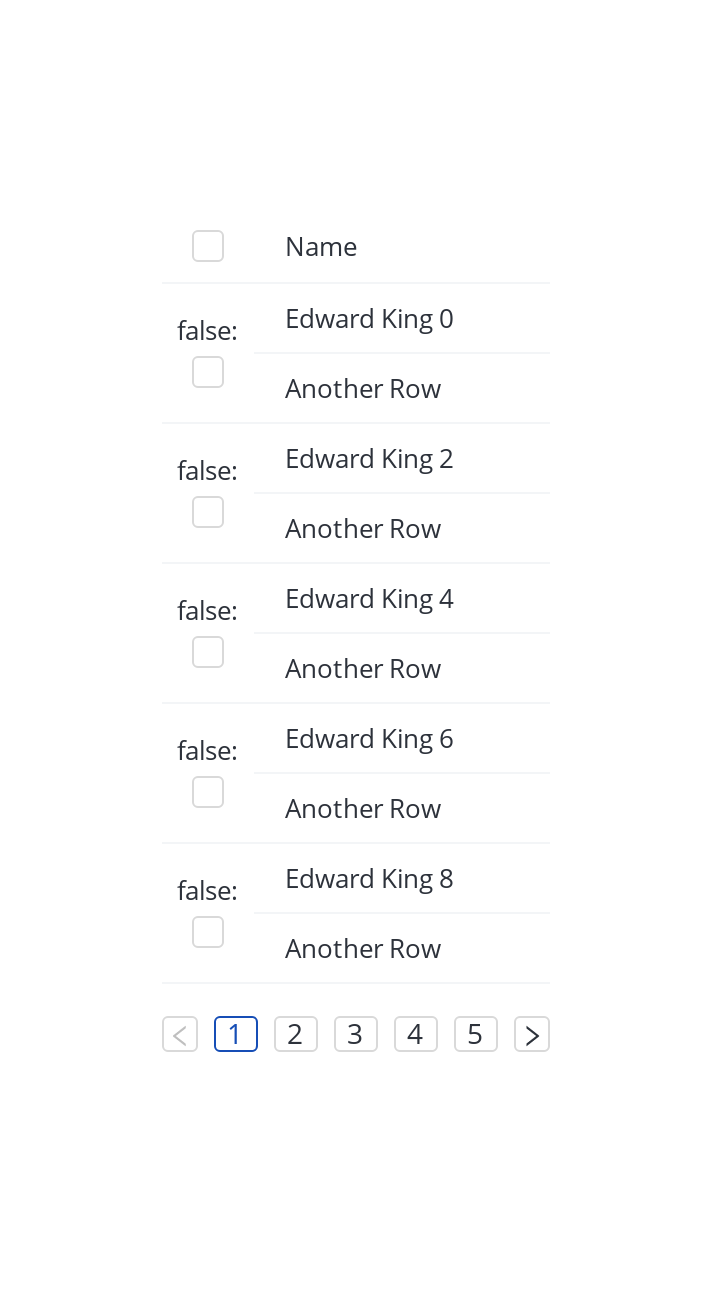 Name
false:
Edward King 0
Another Row
false:
Edward King 2
Another Row
false:
Edward King 4
Another Row
false:
Edward King 6
Another Row
false:
Edward King 8
Another Row
1 2 3 4 5